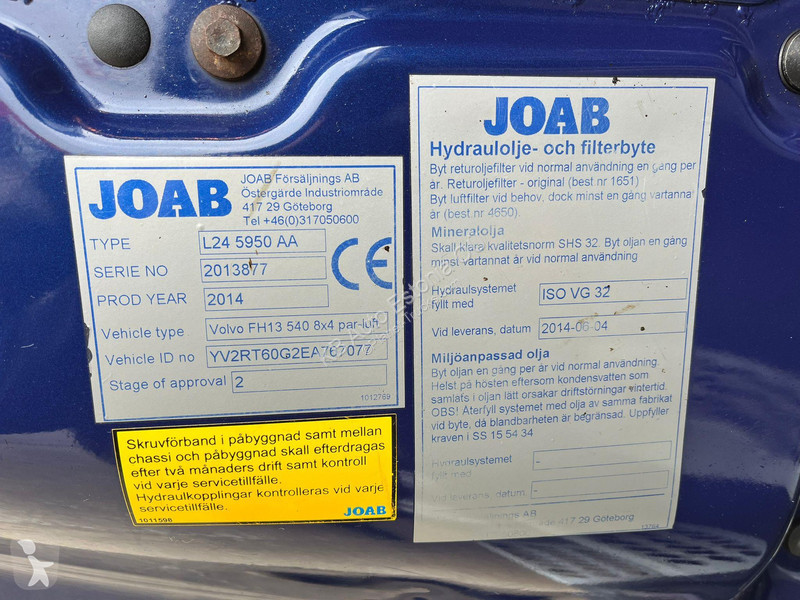 JOAB
JOAB Försäljnings AB
Östergärde Industriområde
417 29 Göteborg
Tel +46(0)317050600
TYPE L24 5950 AA
SERIE NO 2013877
PROD YEAR 2014
CE
Vehicle type Volvo FH13 540 8x4 par-luft
Vehicle ID no YV2RT60G2EA767077
Stage of approval 2
1012769
Skruvförband i påbyggnad samt mellan
chassi och påbyggnad skall efterdragas
efter två månaders drift samt kontroll
vid varje servicetillfälle.
Hydraulkopplingar kontrolleras vid varje
servicetillfälle.
1011598 JOAB
JOAB
Hydraulolje- och filterbyte
Byt returoljefilter vid normal användning en gång per
år. Returoljefilter - original (best nr 1651)
Byt luftfilter vid behov, dock minst en gång vartannat
år (best nr 4650).
Mineralolja
Skall klara kvalitetsnorm SHS 32. Byt oljan en gång
minst vartannat år vid normal användning
Hydraulsystemet
fyllt med ISO VG 32
Vid leverans, datum 2014-06-04
Miljöanpassad olja
Byt oljan en gång per år vid normal användning.
Helst på hösten eftersom kondensvatten som
samlats i oljan lätt orsakar driftstörningar vintertid.
OBS! Återfyll systemet med olja av samma fabrikat
vid byte, då blandbarheten är begränsad. Uppfyller
kraven i SS 15 54 34
Hydraulsystemet
fyllt med -
Vid leverans, datum -
AB
417 29 Göteborg
KB Auto Estonia